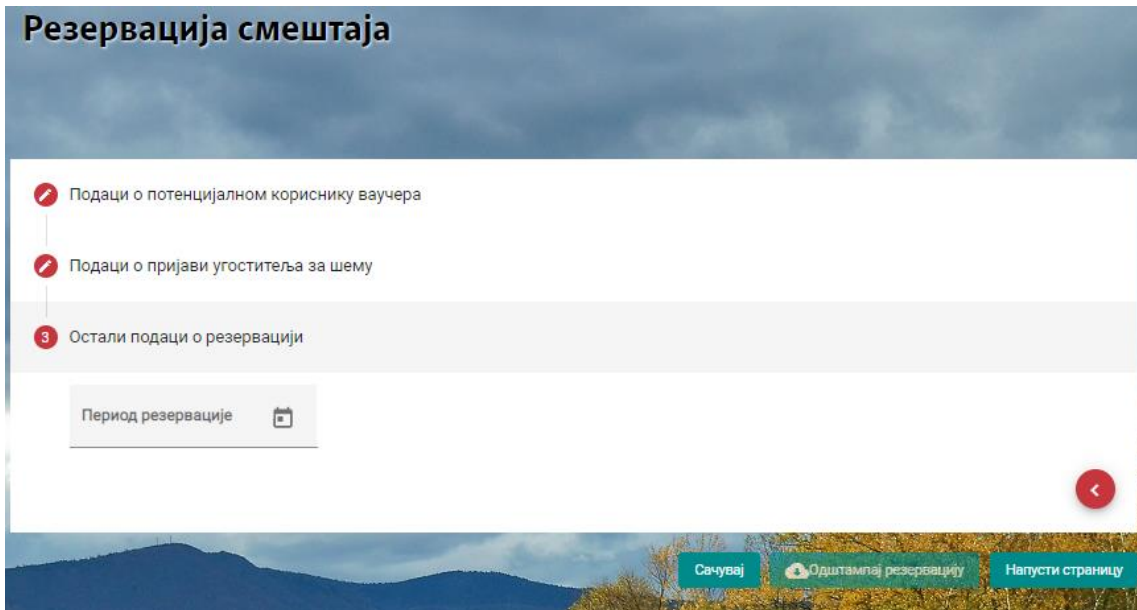 Резервација смештаја
Подаци о потенцијалном кориснику ваучера
Подаци о пријави угоститеља за шему
3 Остали подаци о резервацији
Период резервације
Сачувај Одштампај резервацију Напусти страницу